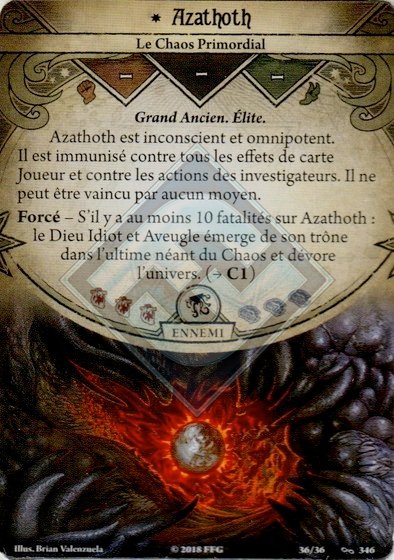 Azathoth
Le Chaos Primordial
– – –
Grand Ancien. Élite.
Azathoth est inconscient et omnipotent.
Il est immunisé contre tous les effets de carte
Joueur et contre les actions des investigateurs. Il ne
peut être vaincu par aucun moyen.
Forcé – S'il y a au moins 10 fatalités sur Azathoth :
le Dieu Idiot et Aveugle émerge de son trône
dans l'ultime néant du Chaos et dévore
l'univers. (→ C1)
ENNEMI
Illus. Brian Valenzuela © 2018 FFG 36/36 346